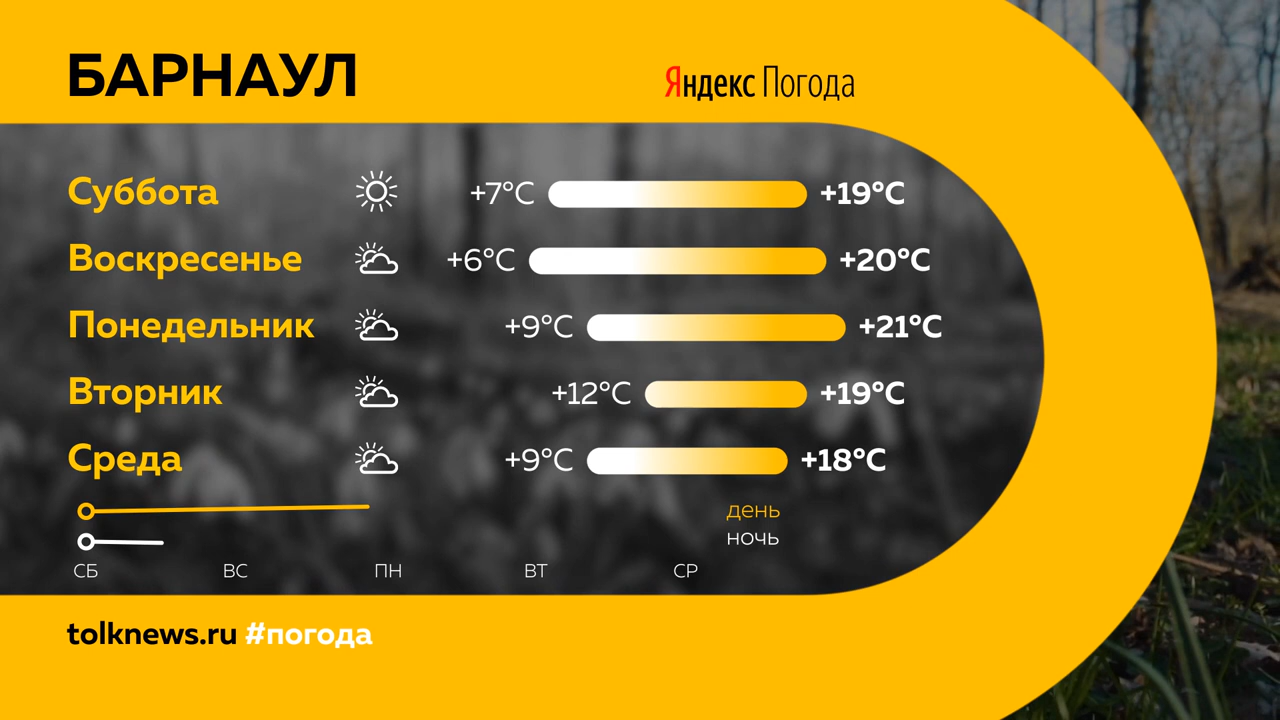 БАРНАУЛ
Яндекс Погода
Суббота +7°C +19°C
Воскресенье +6°C +20°C
Понедельник +9°C +21°C
Вторник +12°C +19°C
Среда +9°C +18°C
день
ночь
СБ ВС ПН ВТ СР
tolknews.ru #погода